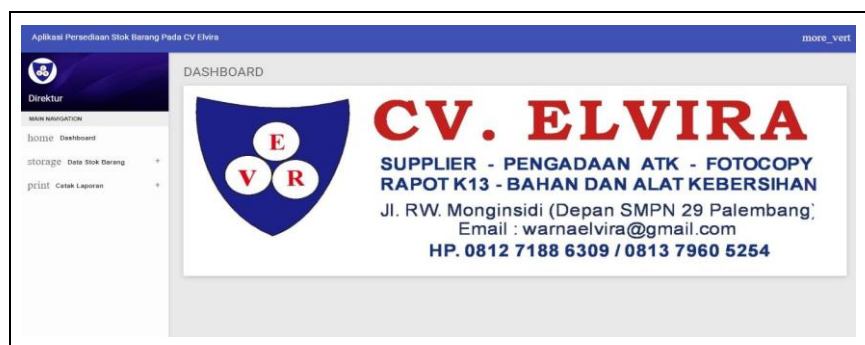 Aplikasi Persediaan Stok Barang Pada CV Elvira
more_vert
Direktur
MAIN NAVIGATION
home Dashboard
storage Data Stok Barang +
print Cetak Laporan +
DASHBOARD
E
V R
CV. ELVIRA
SUPPLIER - PENGADAAN ATK - FOTOCOPY
RAPOT K13 - BAHAN DAN ALAT KEBERSIHAN
Jl. RW. Monginsidi (Depan SMPN 29 Palembang)
Email : warnaelvira@gmail.com
HP. 0812 7188 6309 / 0813 7960 5254